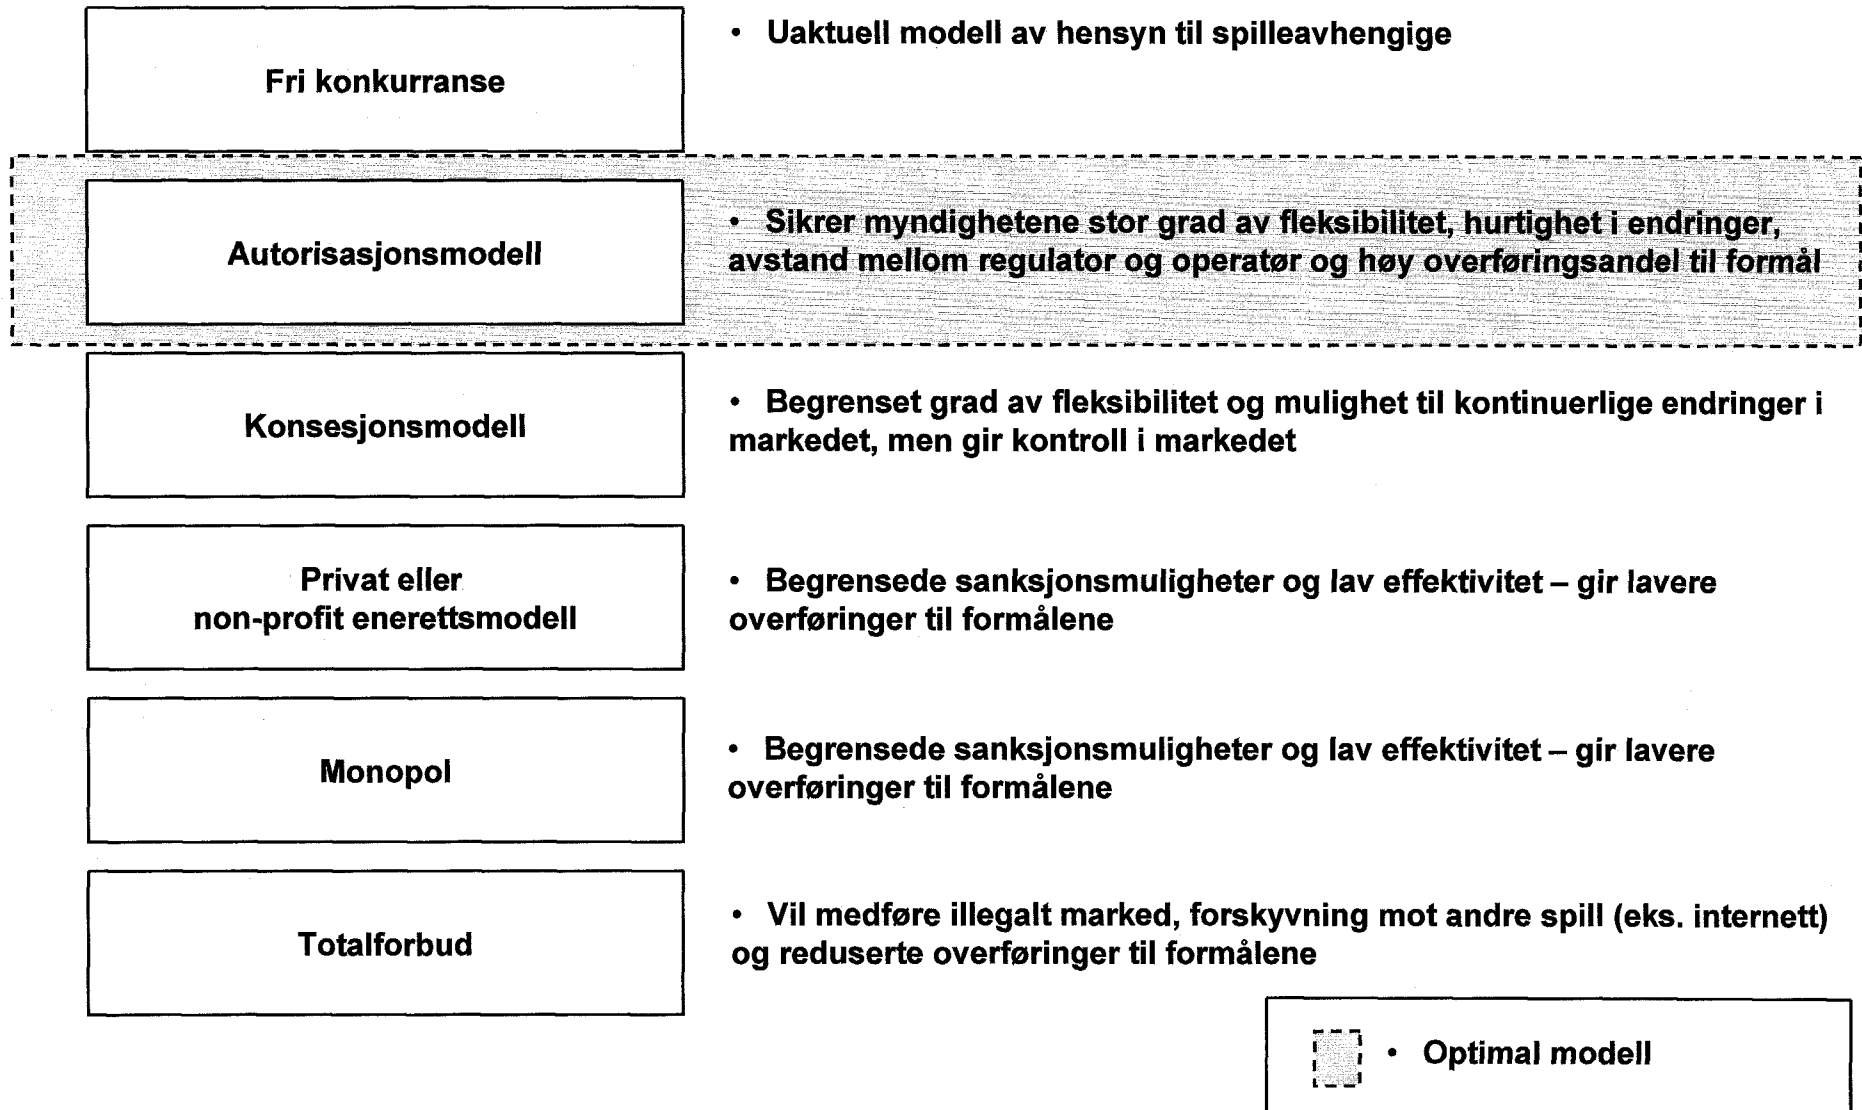 Fri konkurranse
• Uaktuell modell av hensyn til spilleavhengige
Autorisasjonsmodell
• Sikrer myndighetene stor grad av fleksibilitet, hurtighet i endringer,
avstand mellom regulator og operatør og høy overføringsandel til formål
Konsesjonsmodell
• Begrenset grad av fleksibilitet og mulighet til kontinuerlige endringer i
markedet, men gir kontroll i markedet
Privat eller
non-profit enerettsmodell
• Begrensede sanksjonsmuligheter og lav effektivitet – gir lavere
overføringer til formålene
Monopol
• Begrensede sanksjonsmuligheter og lav effektivitet – gir lavere
overføringer til formålene
Totalforbud
• Vil medføre illegalt marked, forskyvning mot andre spill (eks. internett)
og reduserte overføringer til formålene
• Optimal modell